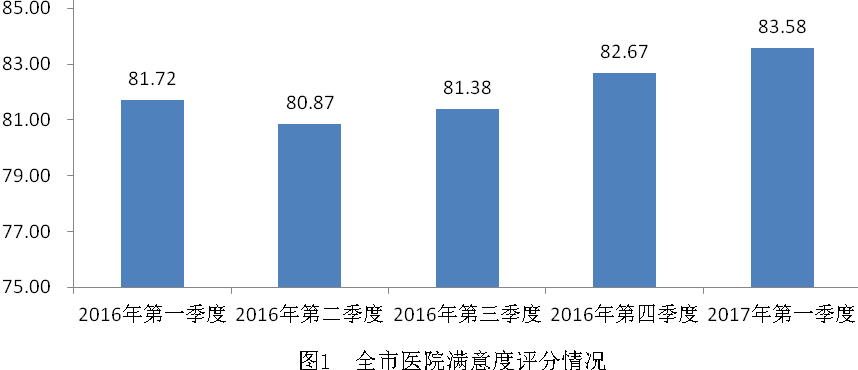 85.00
83.00
81.00
79.00
77.00
75.00
81.72
80.87
81.38
82.67
83.58
2016年第一季度
2016年第二季度
2016年第三季度
2016年第四季度
2017年第一季度
图1 全市医院满意度评分情况